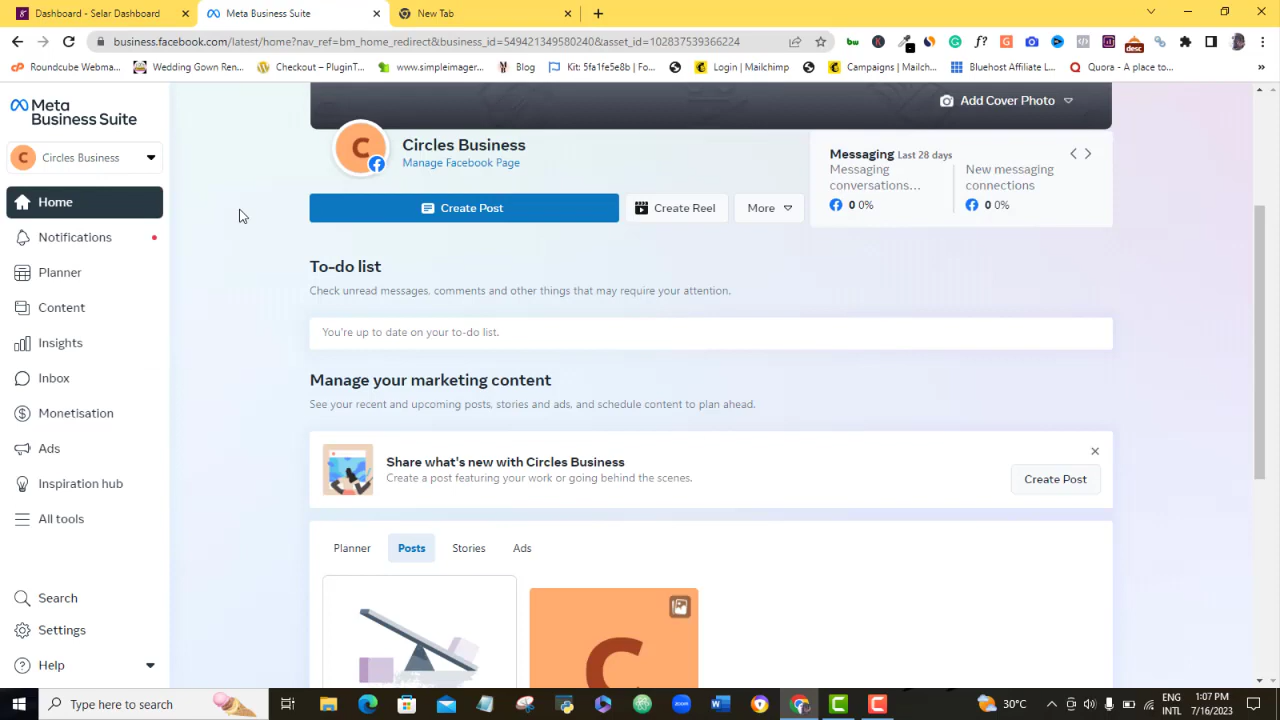 Dashboard - Selar Dashboard
Meta Business Suite
New Tab
business.facebook.com/latest/home?nav_ref=bm_home_redirect&business_id=549421349580240&asset_id=102837539366224
Roundcube Webma...
Wedding Gown Ren...
Checkout – PluginT...
www.simpleimager...
Blog
Kit: 5fa1fe5e8b | Fo...
Login | Mailchimp
Campaigns | Mailch...
Bluehost Affiliate L...
Quora - A place to...
Meta
Business Suite
Circles Business
Home
Notifications
Planner
Content
Insights
Inbox
Monetisation
Ads
Inspiration hub
All tools
Search
Settings
Help
Add Cover Photo
C
Circles Business
Manage Facebook Page
Create Post
Create Reel
More
Messaging Last 28 days
Messaging
conversations...
0 0%
New messaging
connections
0 0%
To-do list
Check unread messages, comments and other things that may require your attention.
You're up to date on your to-do list.
Manage your marketing content
See your recent and upcoming posts, stories and ads, and schedule content to plan ahead.
Share what's new with Circles Business
Create a post featuring your work or going behind the scenes.
Create Post
Planner
Posts
Stories
Ads
C
Type here to search
30°C
ENG
INTL
1:07 PM
7/16/2023